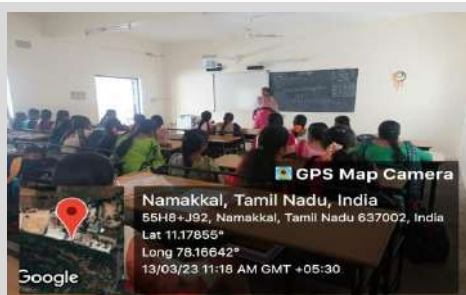 GPS Map Camera
Namakkal, Tamil Nadu, India
55H8+J92, Namakkal, Tamil Nadu 637002, India
Lat 11.17855°
Long 78.16642°
13/03/23 11:18 AM GMT +05:30
Google